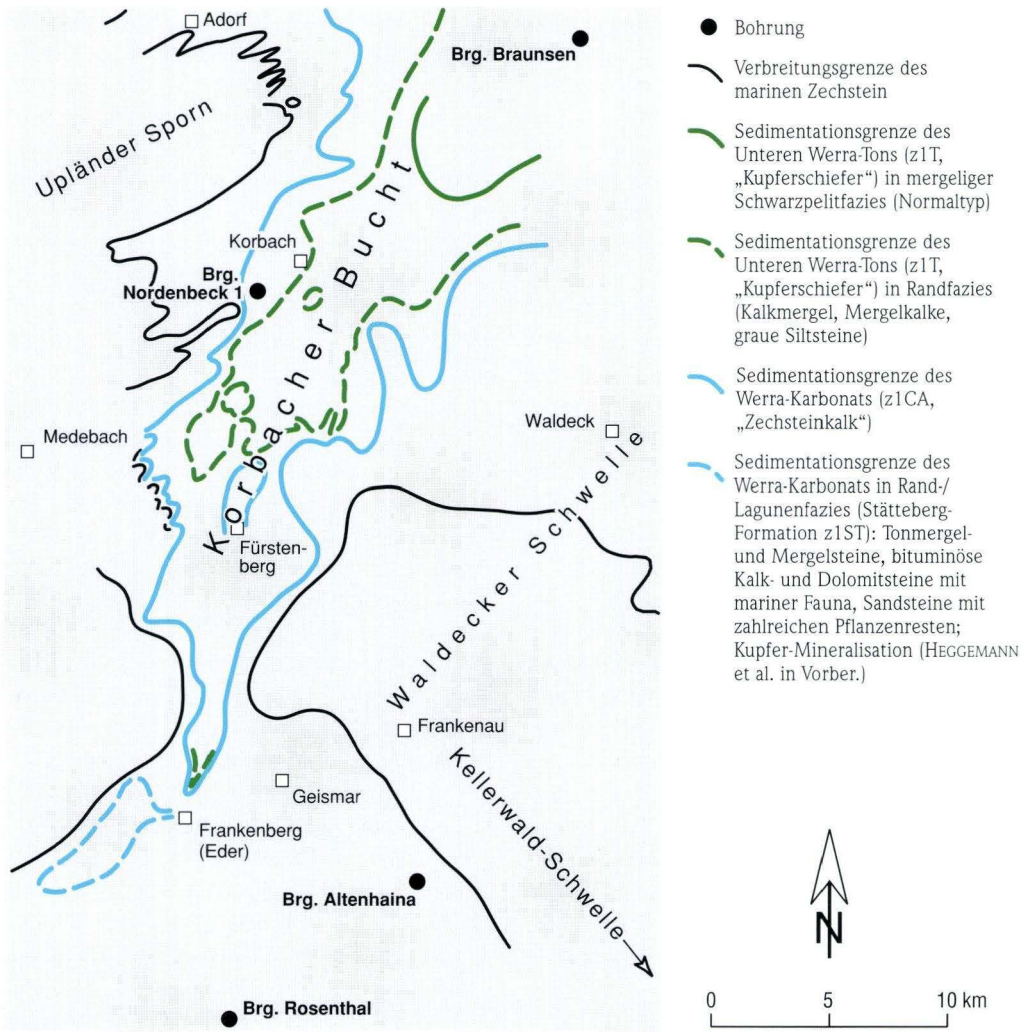 Adorf
Brg. Braunsen
Upländer Sporn
Korbach
Brg.
Nordenbeck 1
Korbacher Bucht
Medebach
Waldeck
Fürsten-
berg
Waldecker Schwelle
Frankenau
Geismar
Kellerwald-Schwelle
Frankenberg
(Eder)
Brg. Altenhaina
Brg. Rosenthal
Bohrung
Verbreitungsgrenze des
marinen Zechstein
Sedimentationsgrenze des
Unteren Werra-Tons (z1T,
„Kupferschiefer“) in mergeliger
Schwarzpelitfazies (Normaltyp)
Sedimentationsgrenze des
Unteren Werra-Tons (z1T,
„Kupferschiefer“) in Randfazies
(Kalkmergel, Mergelkalke,
graue Siltsteine)
Sedimentationsgrenze des
Werra-Karbonats (z1CA,
„Zechsteinkalk“)
Sedimentationsgrenze des
Werra-Karbonats in Rand-/
Lagunenfazies (Stätteberg-
Formation z1ST): Tonmergel-
und Mergelsteine, bituminöse
Kalk- und Dolomitsteine mit
mariner Fauna, Sandsteine mit
zahlreichen Pflanzenresten;
Kupfer-Mineralisation (HEGGEMANN
et al. in Vorber.)
N
0 5 10 km